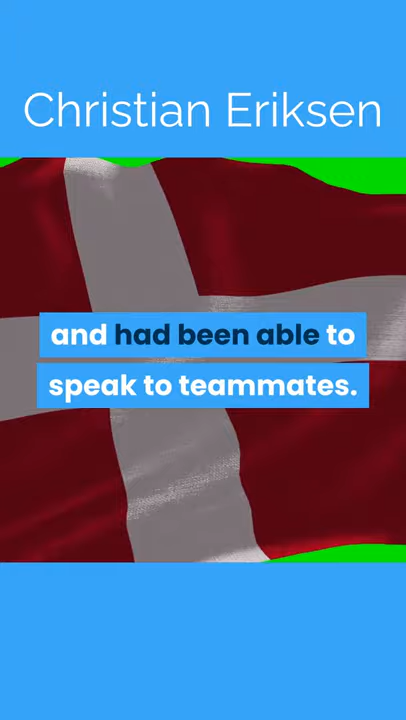 Christian Eriksen
and had been able to
speak to teammates.